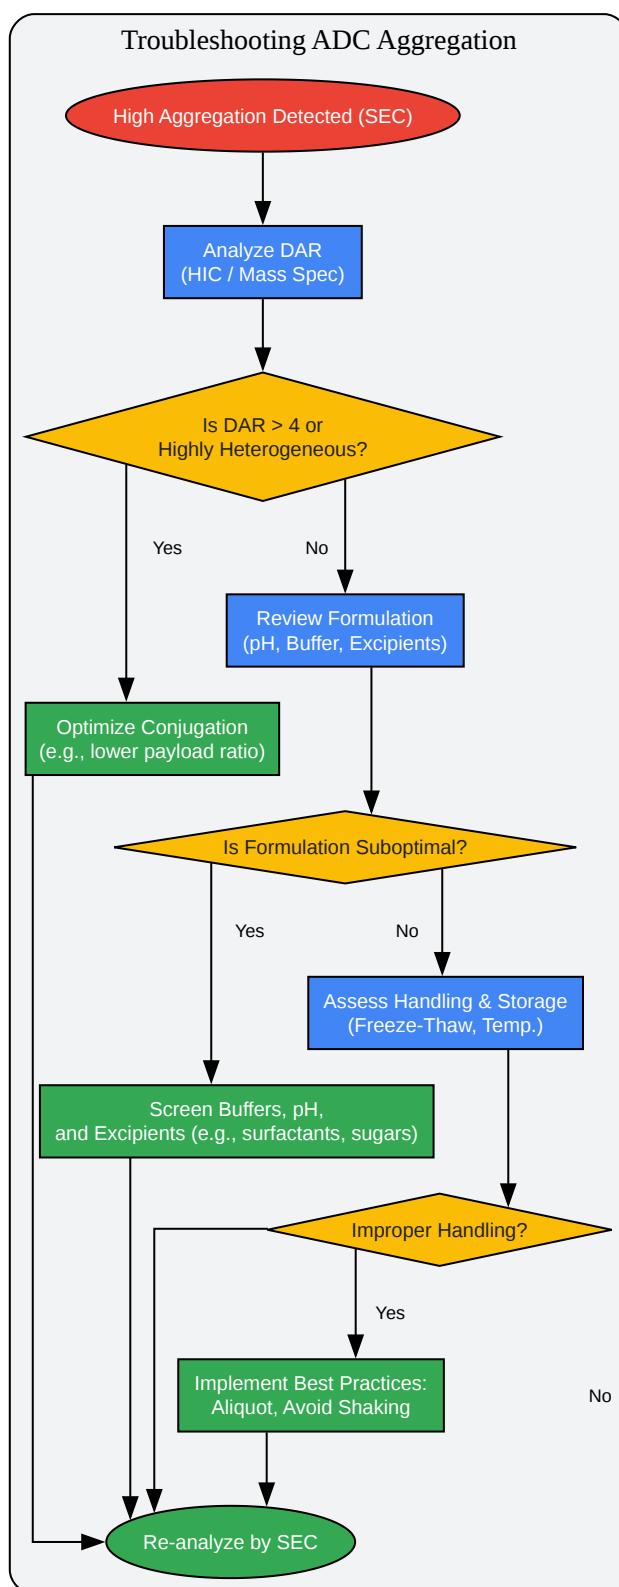 Troubleshooting ADC Aggregation
High Aggregation Detected (SEC)
Analyze DAR
(HIC / Mass Spec)
Is DAR > 4 or
Highly Heterogeneous?
Yes
No
Review Formulation
(pH, Buffer, Excipients)
Optimize Conjugation
(e.g., lower payload ratio)
Is Formulation Suboptimal?
Yes
No
Assess Handling & Storage
(Freeze-Thaw, Temp.)
Screen Buffers, pH,
and Excipients (e.g., surfactants, sugars)
Improper Handling?
Yes
Implement Best Practices:
Aliquot, Avoid Shaking
No
Re-analyze by SEC